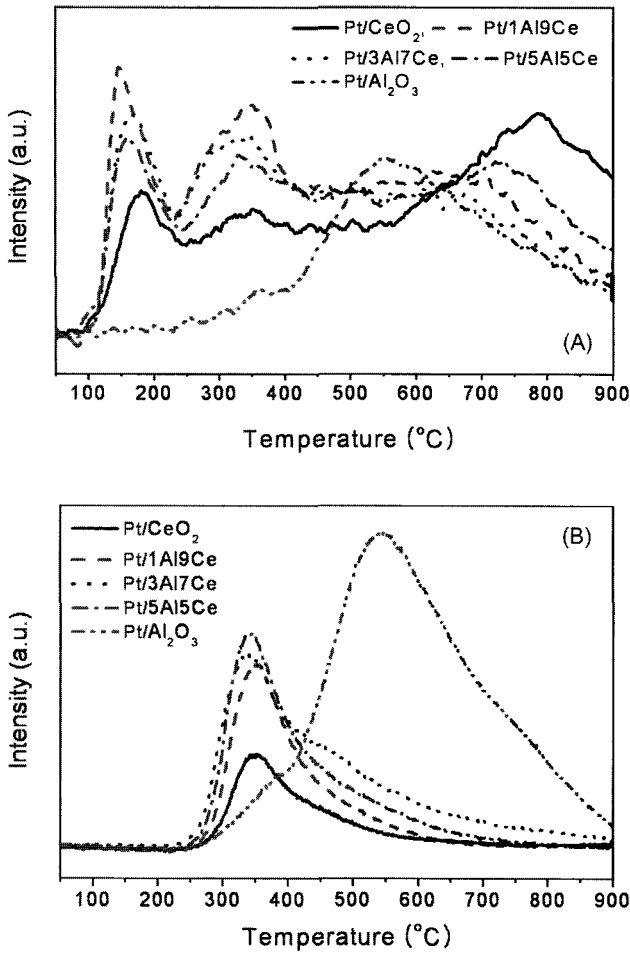 Pt/CeO2, Pt/1Al9Ce
Pt/3Al7Ce, Pt/5Al5Ce
Pt/Al2O3
Intensity (a.u.)
(A)
100 200 300 400 500 600 700 800 900
Temperature (°C)
Pt/CeO2
Pt/1Al9Ce
Pt/3Al7Ce
Pt/5Al5Ce
Pt/Al2O3
(B)
Intensity (a.u.)
100 200 300 400 500 600 700 800 900
Temperature (°C)